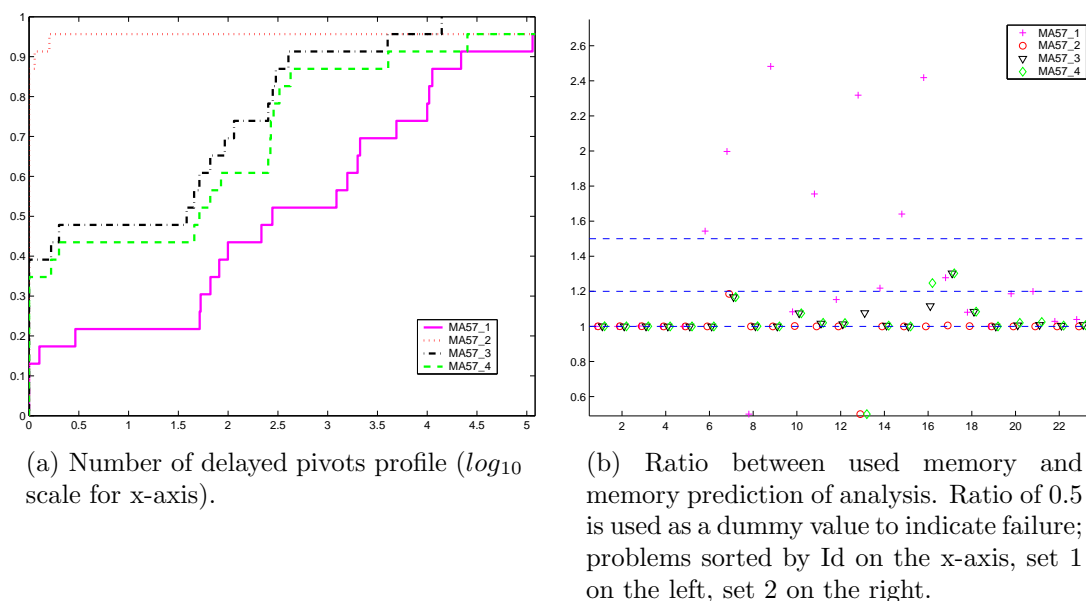 1
0.9
0.8
0.7
0.6
0.5
0.4
0.3
0.2
0.1
0
0 0.5 1 1.5 2 2.5 3 3.5 4 4.5 5
MA57_1
MA57_2
MA57_3
MA57_4
(a) Number of delayed pivots profile (log10
scale for x-axis).
2.6
2.4
2.2
2
1.8
1.6
1.4
1.2
1
0.8
0.6
2 4 6 8 10 12 14 16 18 20 22
MA57_1
MA57_2
MA57_3
MA57_4
(b) Ratio between used memory and
memory prediction of analysis. Ratio of 0.5
is used as a dummy value to indicate failure;
problems sorted by Id on the x-axis, set 1
on the left, set 2 on the right.